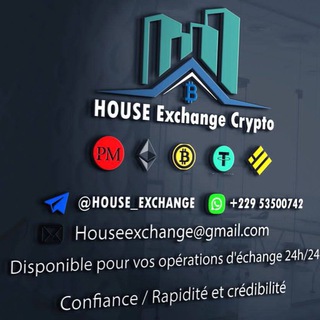 HOUSE Exchange Crypto
PM
@HOUSE_EXCHANGE +229 53500742
Houseexchange@gmail.com
Disponible pour vos opérations d'échange 24h/24
Confiance / Rapidité et crédibilité